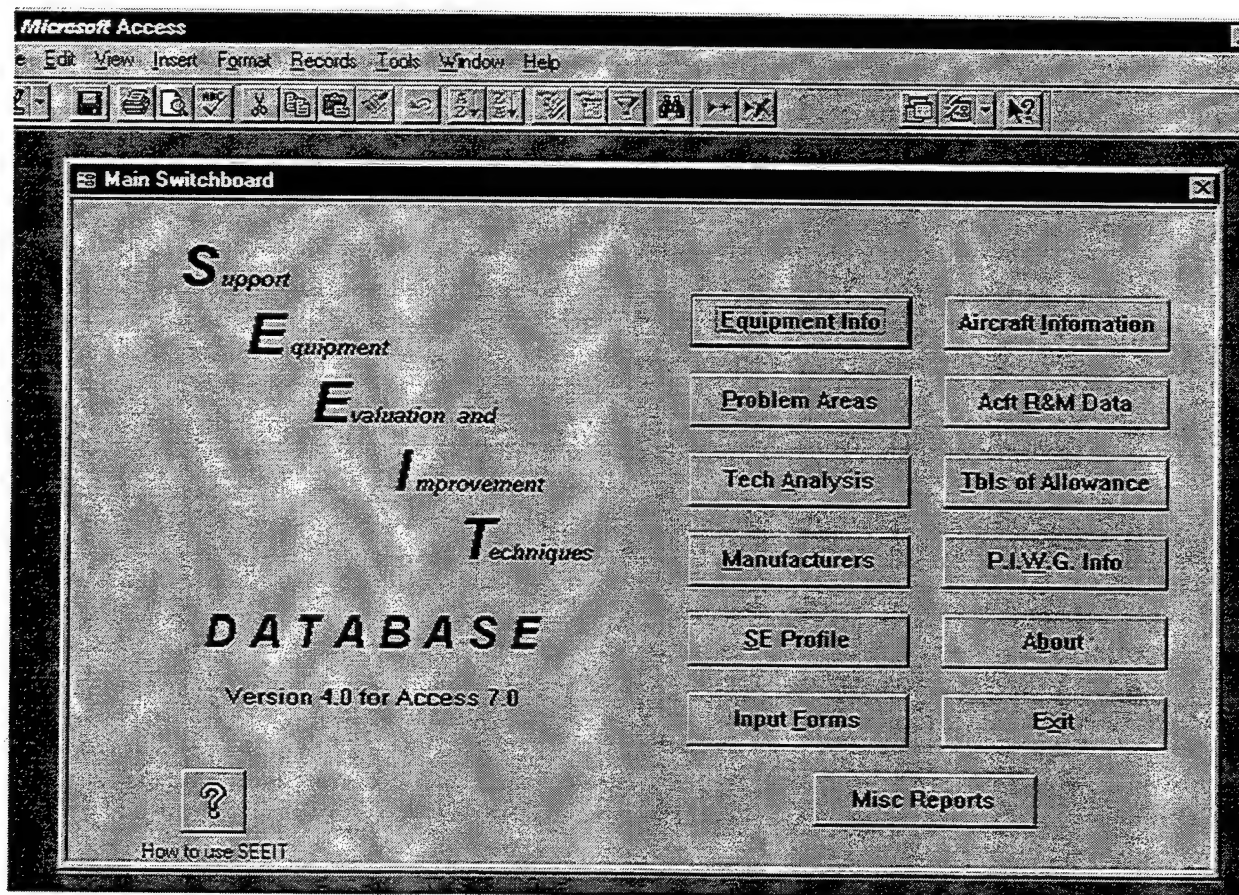 Microsoft Access
Edit View Insert Format Records Tools Window Help
Main Switchboard
Support
Equipment
Evaluation and
Improvement
Techniques
DATABASE
Version 4.0 for Access 7.0
How to use SEEIT
Equipment Info
Aircraft Infomation
Problem Areas
Acft R&M Data
Tech Analysis
Tbls of Allowance
Manufacturers
P.I.W.G. Info
SE Profile
About
Input Forms
Exit
Misc Reports